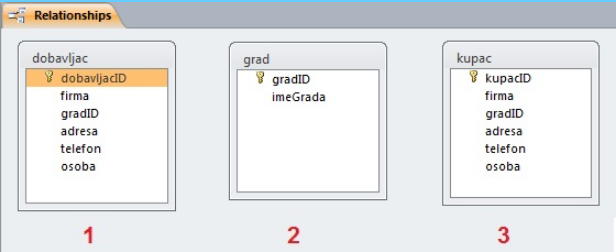 Relationships
dobavljac
dobavljacID
firma
gradID
adresa
telefon
osoba
1
grad
gradID
imeGrada
2
kupac
kupacID
firma
gradID
adresa
telefon
osoba
3